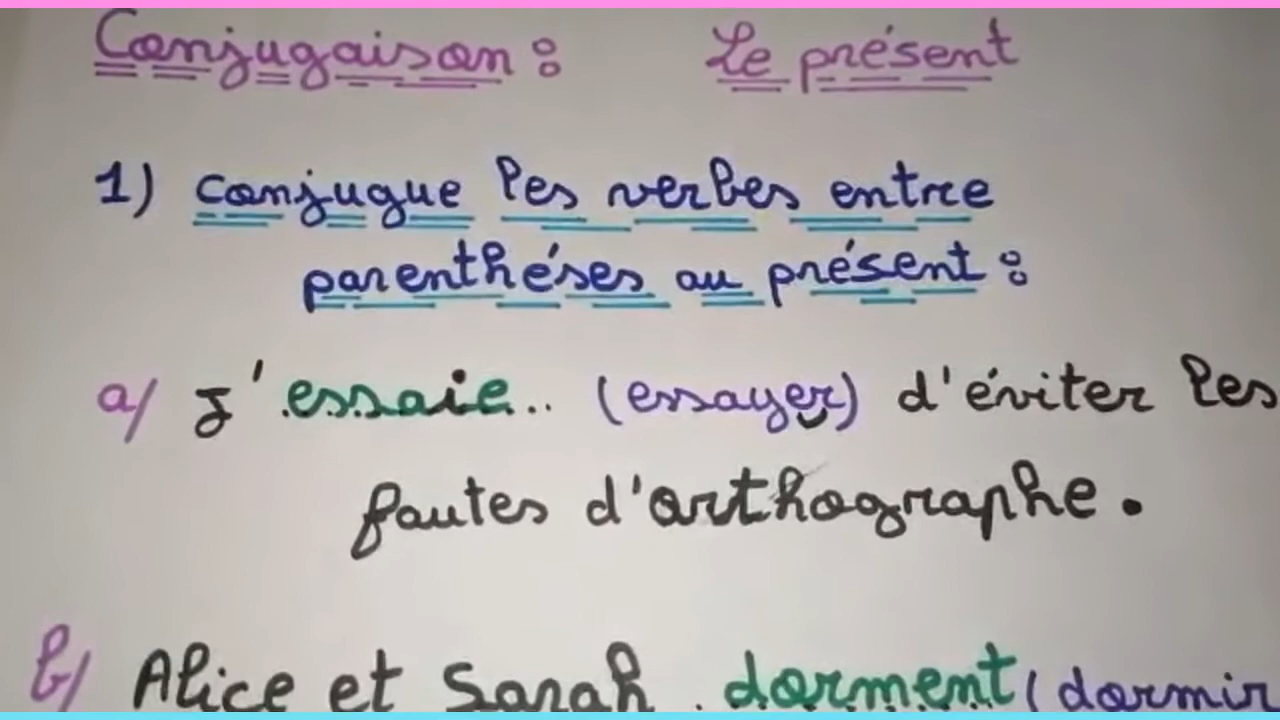 Conjugaison : Le présent
1) Conjugue les verbes entre
parenthéses au présent :
a/ J'essaie.. (essayer) d'éviter les
fautes d'orthographe.
b/ Alice et Sarah . dorment (dormir